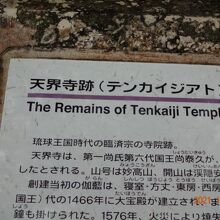 天界寺跡（テンカイジアト
The Remains of Tenkaiji Templ
琉球王国時代の臨済宗の寺院跡。
天界寺は、第一尚氏第六代国王尚泰久が、
したとされる。山号は妙高山、開山は渓隠安
創建当初の伽藍は、寝室・方丈・東房・西房
国王）代の1466年に大宝殿が建立され、
鐘も掛けられた。1576年、火災により